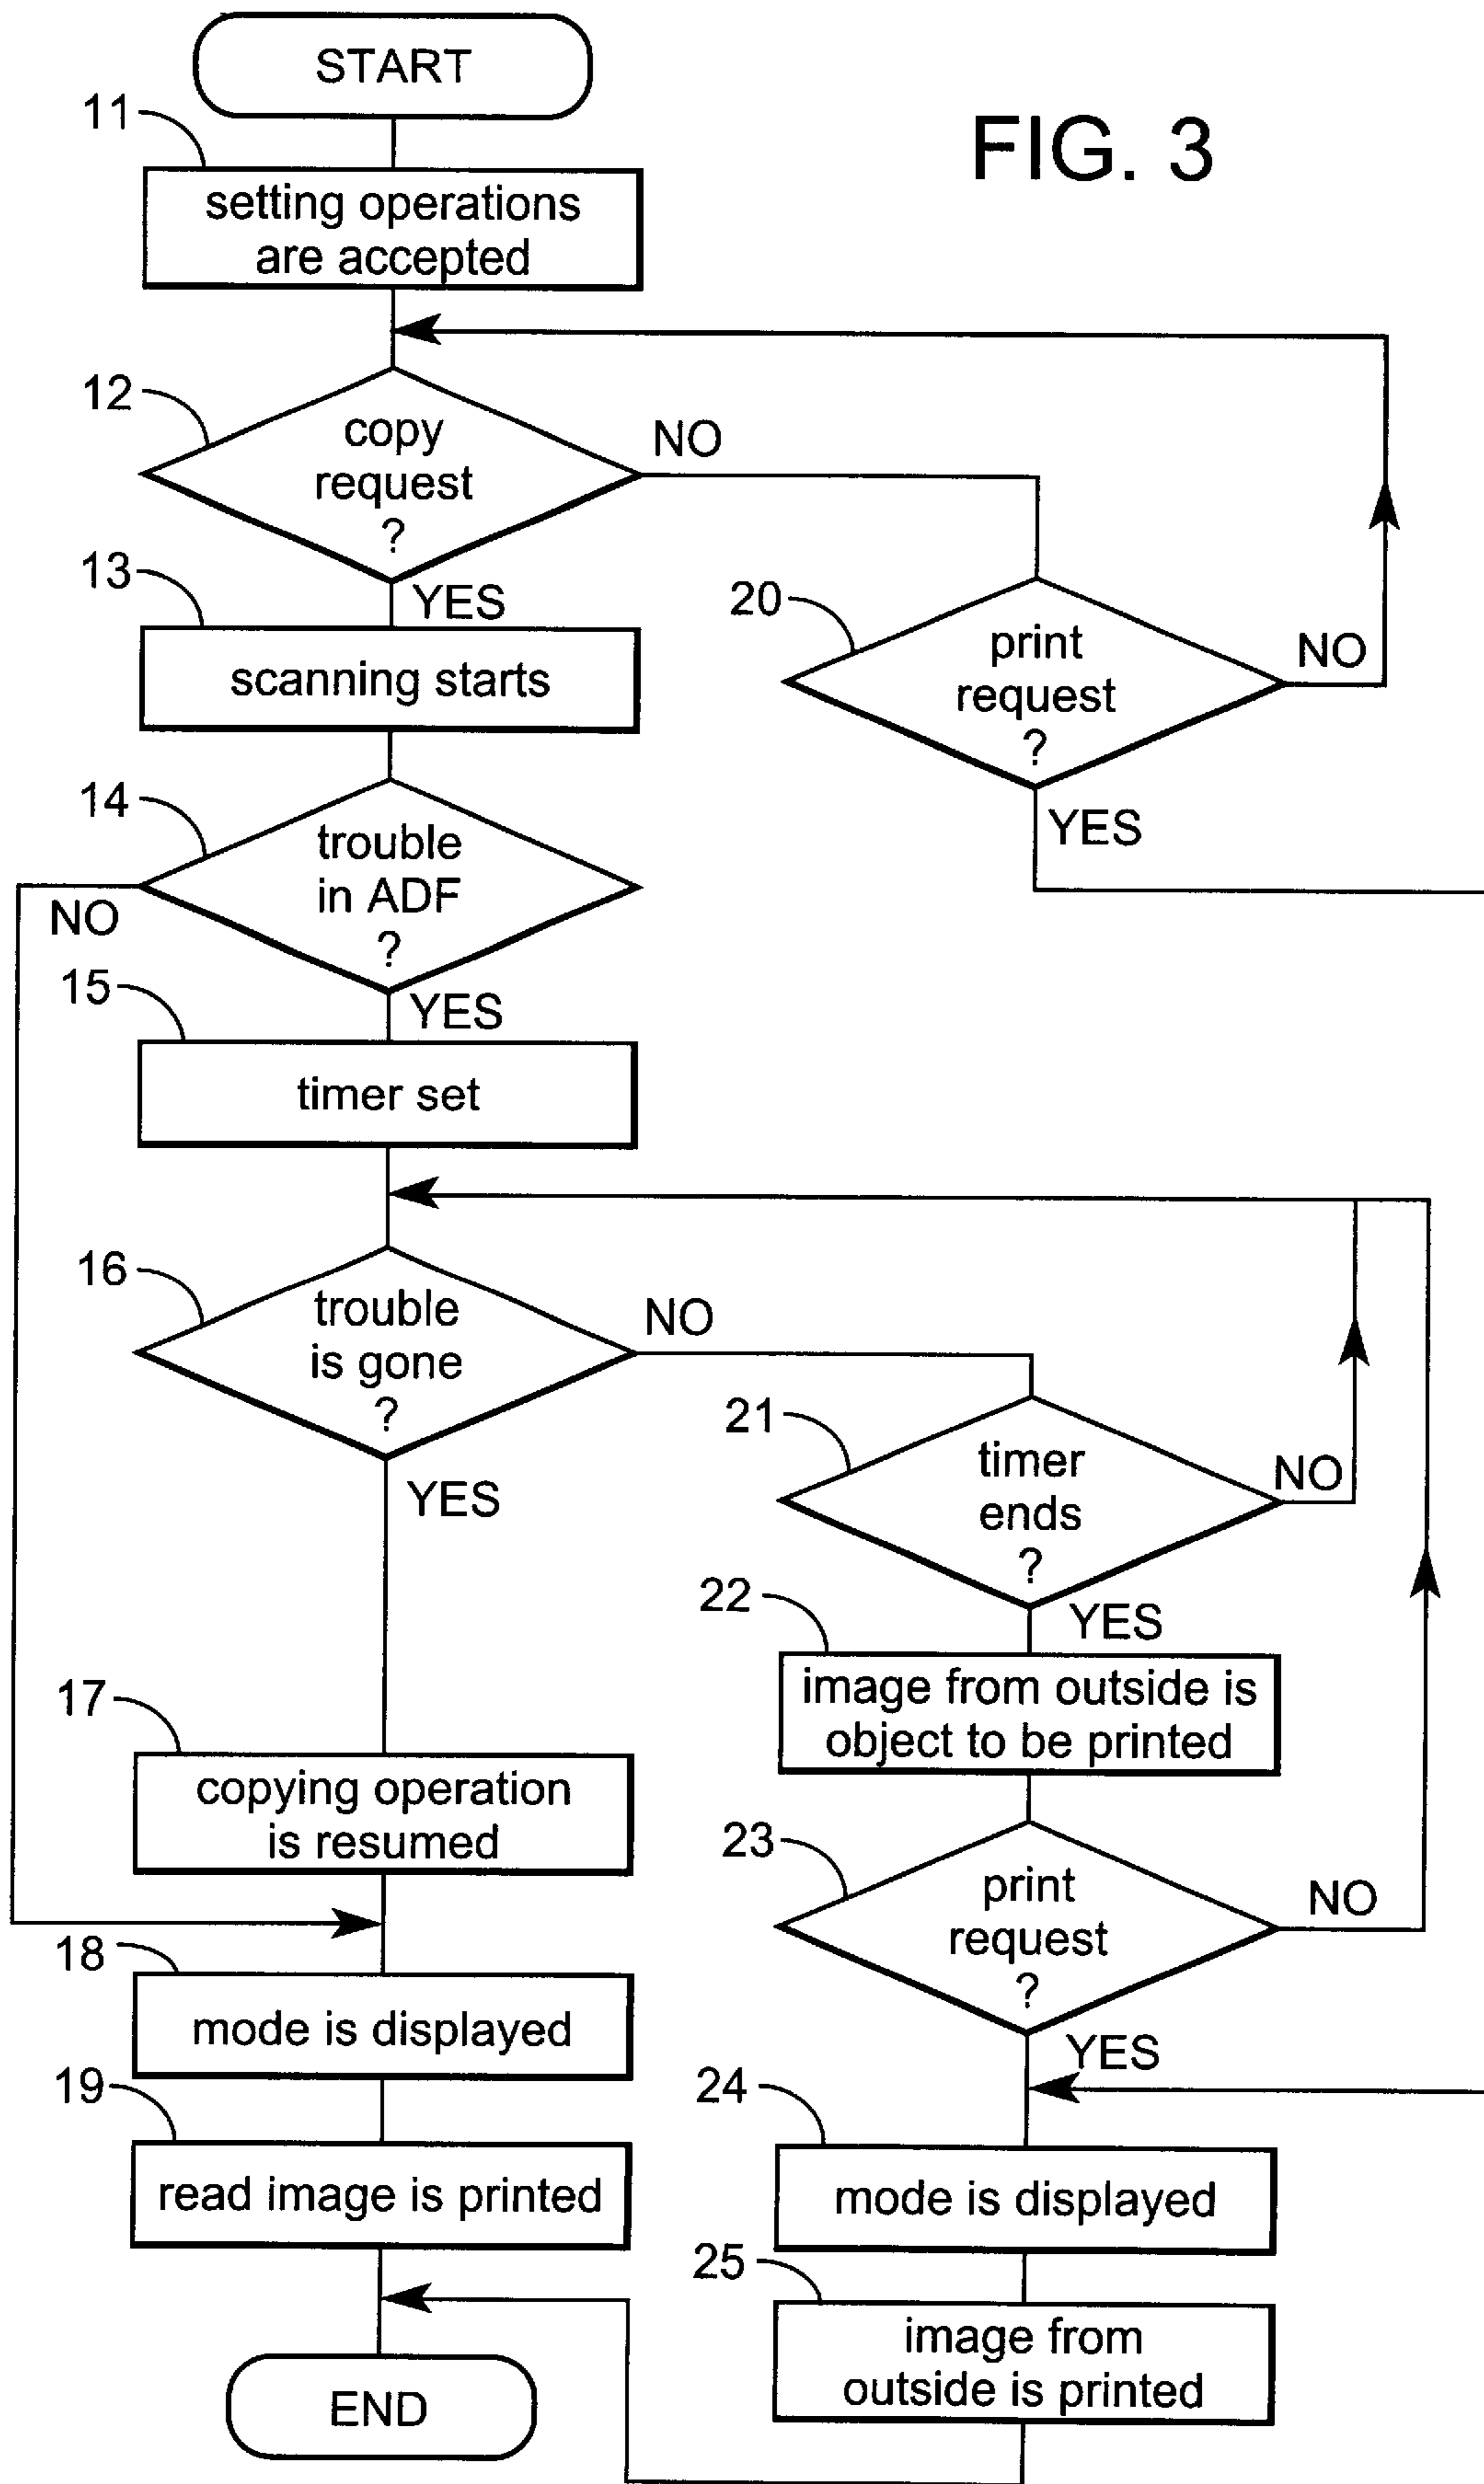 START
FIG. 3
11
setting operations
are accepted
12
copy
request
?
NO
YES
13
scanning starts
20
print
request
?
NO
YES
14
trouble
in ADF
?
NO
YES
15
timer set
16
trouble
is gone
?
NO
YES
21
timer
ends
?
NO
YES
22
image from outside is
object to be printed
17
copying operation
is resumed
23
print
request
?
NO
YES
18
mode is displayed
24
mode is displayed
19
read image is printed
25
image from
outside is printed
END